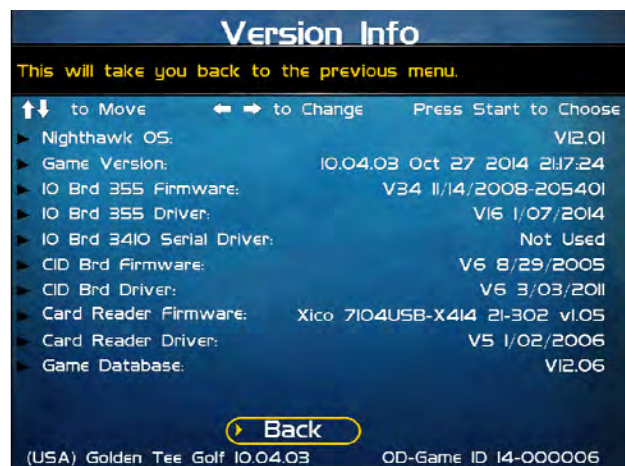 Version Info
This will take you back to the previous menu.
to Move to Change Press Start to Choose
Nighthawk OS: V12.01
Game Version: 10.04.03 Oct 27 2014 21:17:24
IO Brd 355 Firmware: V34 11/14/2008-205401
IO Brd 355 Driver: V16 1/07/2014
IO Brd 3410 Serial Driver: Not Used
CID Brd Firmware: V6 8/29/2005
CID Brd Driver: V6 3/03/2011
Card Reader Firmware: Xico 7104USB-X414 21-302 v1.05
Card Reader Driver: V5 1/02/2006
Game Database: V12.06
Back
(USA) Golden Tee Golf 10.04.03 OD-Game ID 14-000006